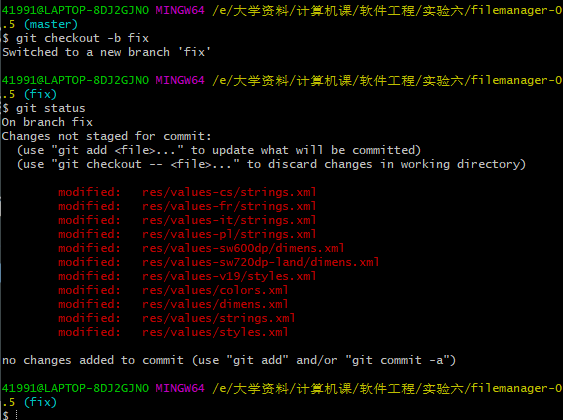 41991@LAPTOP-8DJ2GJNO MINGW64 /e/大学资料/计算机课/软件工程/实验六/filemanager-0
.5 (master)
$ git checkout -b fix
Switched to a new branch 'fix'
41991@LAPTOP-8DJ2GJNO MINGW64 /e/大学资料/计算机课/软件工程/实验六/filemanager-0
.5 (fix)
$ git status
On branch fix
Changes not staged for commit:
  (use "git add <file>..." to update what will be committed)
  (use "git checkout -- <file>..." to discard changes in working directory)
        modified:   res/values-cs/strings.xml
        modified:   res/values-fr/strings.xml
        modified:   res/values-it/strings.xml
        modified:   res/values-pl/strings.xml
        modified:   res/values-sw600dp/dimens.xml
        modified:   res/values-sw720dp-land/dimens.xml
        modified:   res/values-v19/styles.xml
        modified:   res/values/colors.xml
        modified:   res/values/dimens.xml
        modified:   res/values/strings.xml
        modified:   res/values/styles.xml
no changes added to commit (use "git add" and/or "git commit -a")
41991@LAPTOP-8DJ2GJNO MINGW64 /e/大学资料/计算机课/软件工程/实验六/filemanager-0
.5 (fix)
$